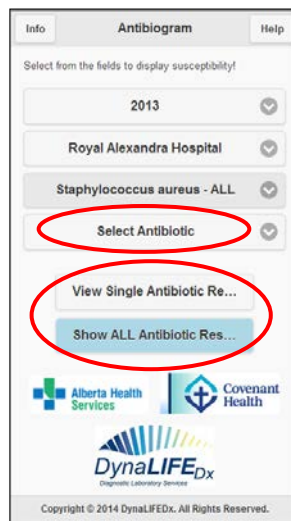 Info Antibiogram Help
Select from the fields to display susceptibility!
2013
Royal Alexandra Hospital
Staphylococcus aureus - ALL
Select Antibiotic
View Single Antibiotic Re...
Show ALL Antibiotic Res...
Alberta Health
Services
Covenant
Health
DynaLIFEDx
Diagnostic Laboratory Services
Copyright © 2014 DynaLIFEDx. All Rights Reserved.